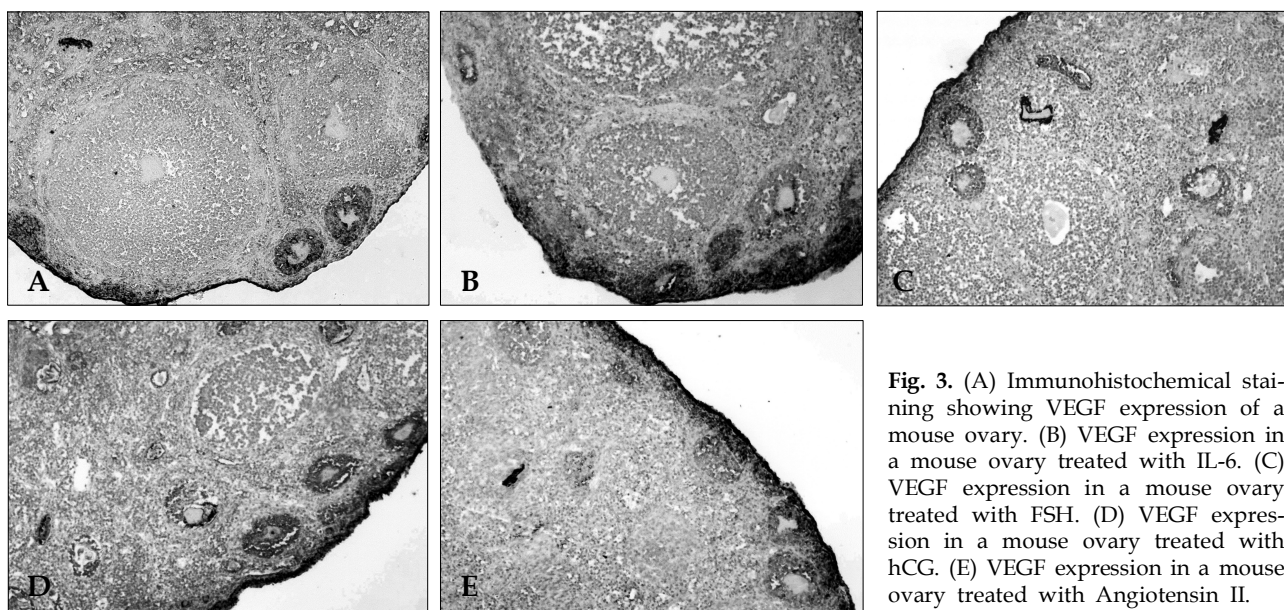 A
B
C
D
E
Fig. 3. (A) Immunohistochemical stai-
ning showing VEGF expression of a
mouse ovary. (B) VEGF expression in
a mouse ovary treated with IL-6. (C)
VEGF expression in a mouse ovary
treated with FSH. (D) VEGF expres-
sion in a mouse ovary treated with
hCG. (E) VEGF expression in a mouse
ovary treated with Angiotensin II.